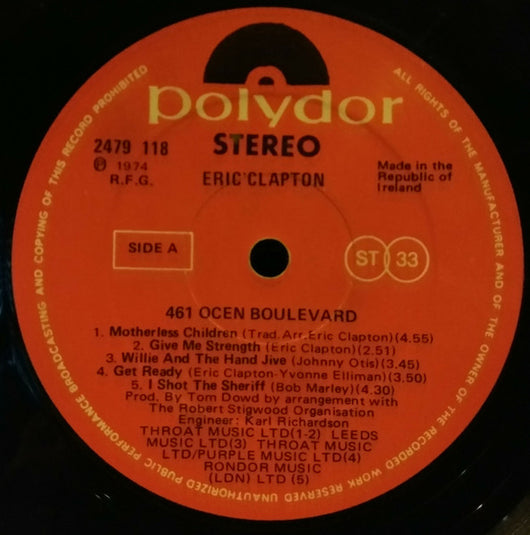 polydor
2479 118
STEREO
℗ 1974
R.F.G.
ERIC CLAPTON
Made in the
Republic of
Ireland
SIDE A
ST 33
461 OCEN BOULEVARD
1. Motherless Children (Trad. Arr. Eric Clapton) (4.55)
2. Give Me Strength (Eric Clapton) (2.51)
3. Willie And The Hand Jive (Johnny Otis) (3.45)
4. Get Ready (Eric Clapton-Yvonne Elliman) (3.50)
5. I Shot The Sheriff (Bob Marley) (4.30)
Prod. By Tom Dowd by arrangement with
The Robert Stigwood Organisation
Engineer: Karl Richardson
THROAT MUSIC LTD(1-2) LEEDS
MUSIC LTD(3) THROAT MUSIC
LTD/PURPLE MUSIC LTD(4)
RONDOR MUSIC
(LDN) LTD (5)
ALL RIGHTS OF THE MANUFACTURER AND OF THE OWNER OF THE RECORDED WORK RESERVED UNAUTHORIZED PUBLIC PERFORMANCE BROADCASTING AND COPYING OF THIS RECORD PROHIBITED